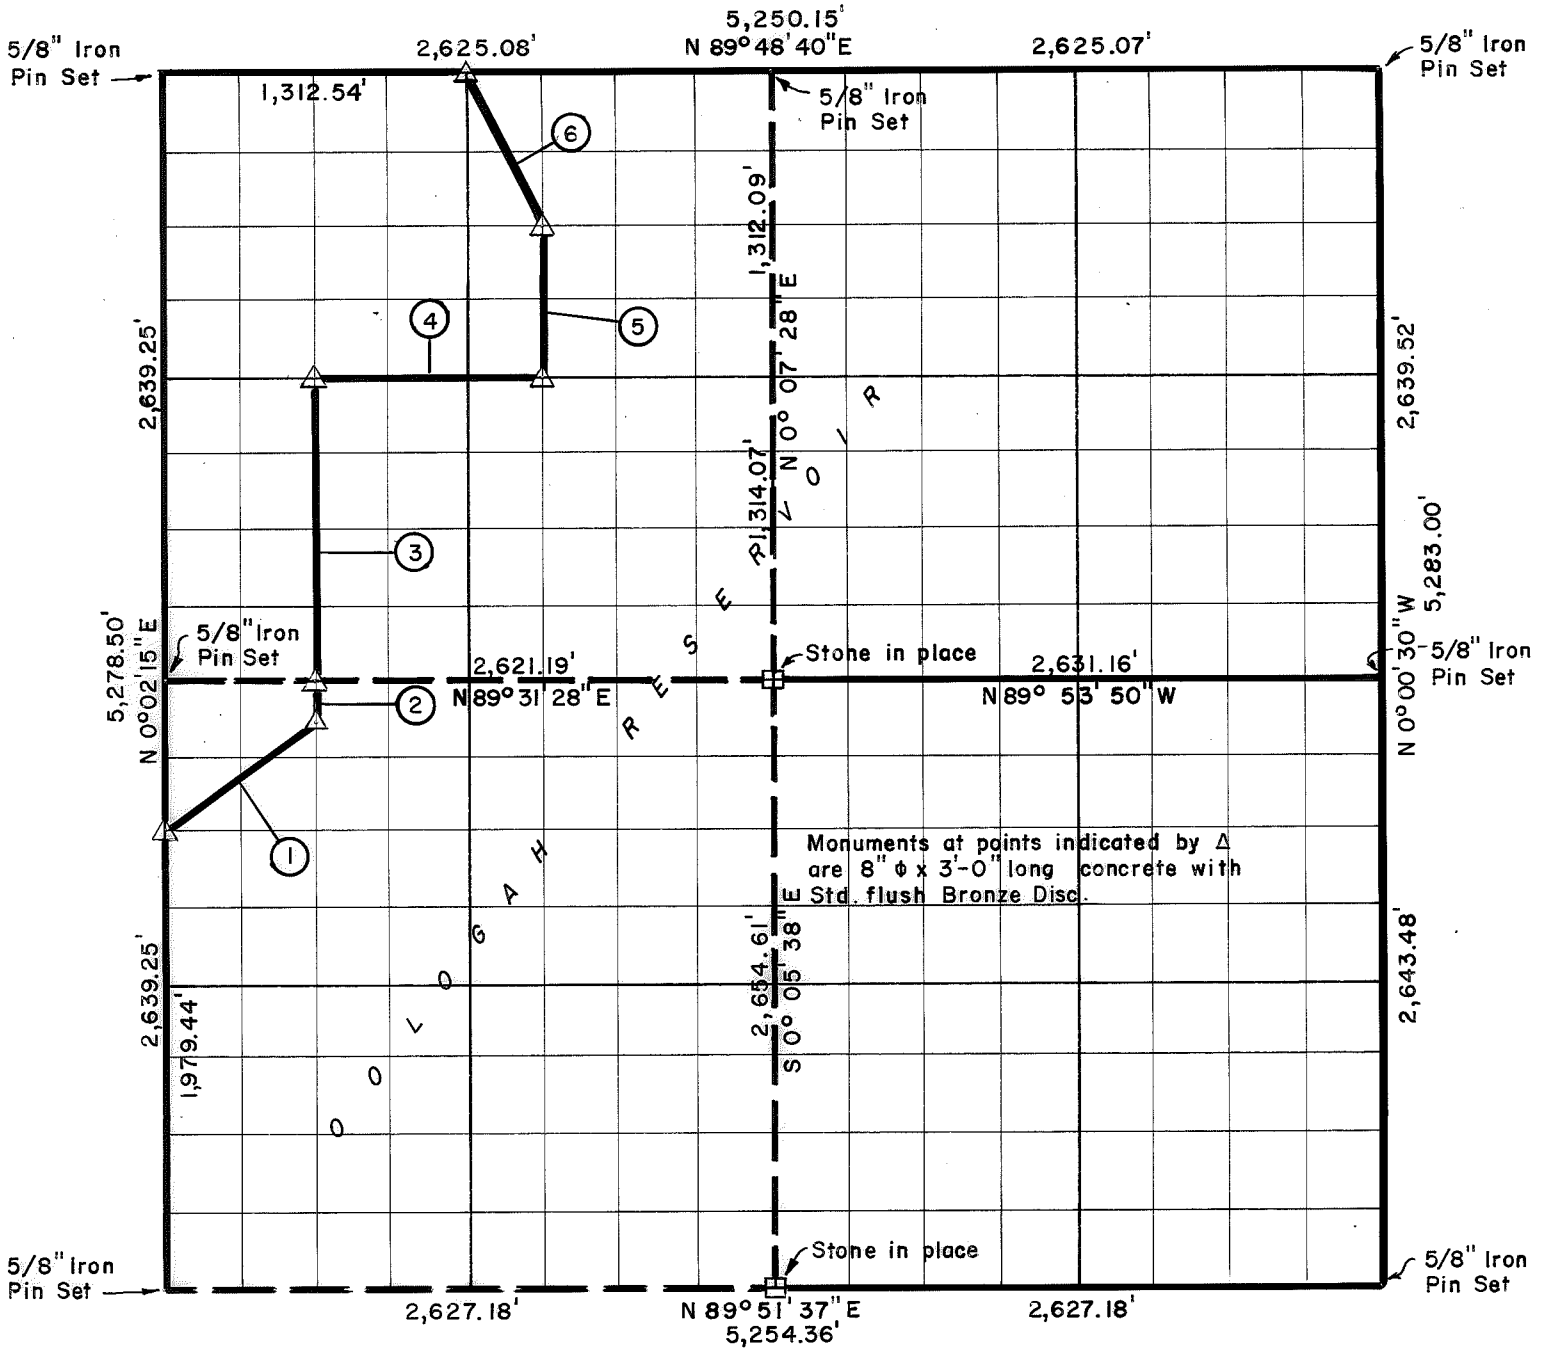 5,250.15'
5/8" Iron
Pin Set
2,625.08'
N 89° 48' 40" E
2,625.07'
5/8" Iron
Pin Set
1,312.54'
5/8" Iron
Pin Set
6
1,312.09'
N 0° 07' 28" E
4
5
2,639.25'
2,639.52'
1,314.07'
3
5,283.00'
5/8" Iron
Pin Set
5,278.50'
N 0° 02' 15" E
2,621.19'
N 89° 31' 28" E
Stone in place
2,631.16'
N 89° 53' 50" W
N 0° 00' 30" W
5/8" Iron
Pin Set
2
1
OOLOGAH RESERVOIR
Monuments at points indicated by Δ
are 8" ϕ x 3'-0" long concrete with
Std. flush Bronze Disc.
2,639.25'
1,979.44'
2,654.61'
S 0° 05' 38" E
2,643.48'
Stone in place
5/8" Iron
Pin Set
5/8" Iron
Pin Set
2,627.18'
N 89° 51' 37" E
2,627.18'
5,254.36'